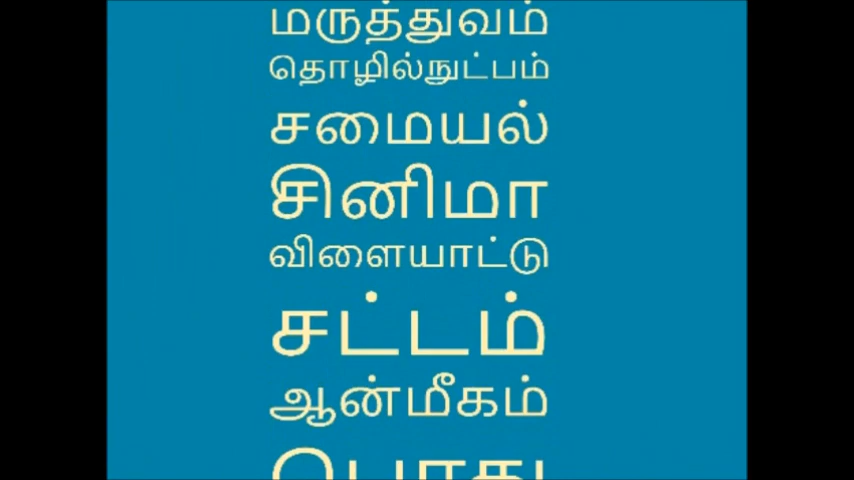 மருத்துவம்
தொழில்நுட்பம்
சமையல்
சினிமா
விளையாட்டு
சட்டம்
ஆன்மீகம்
பொது